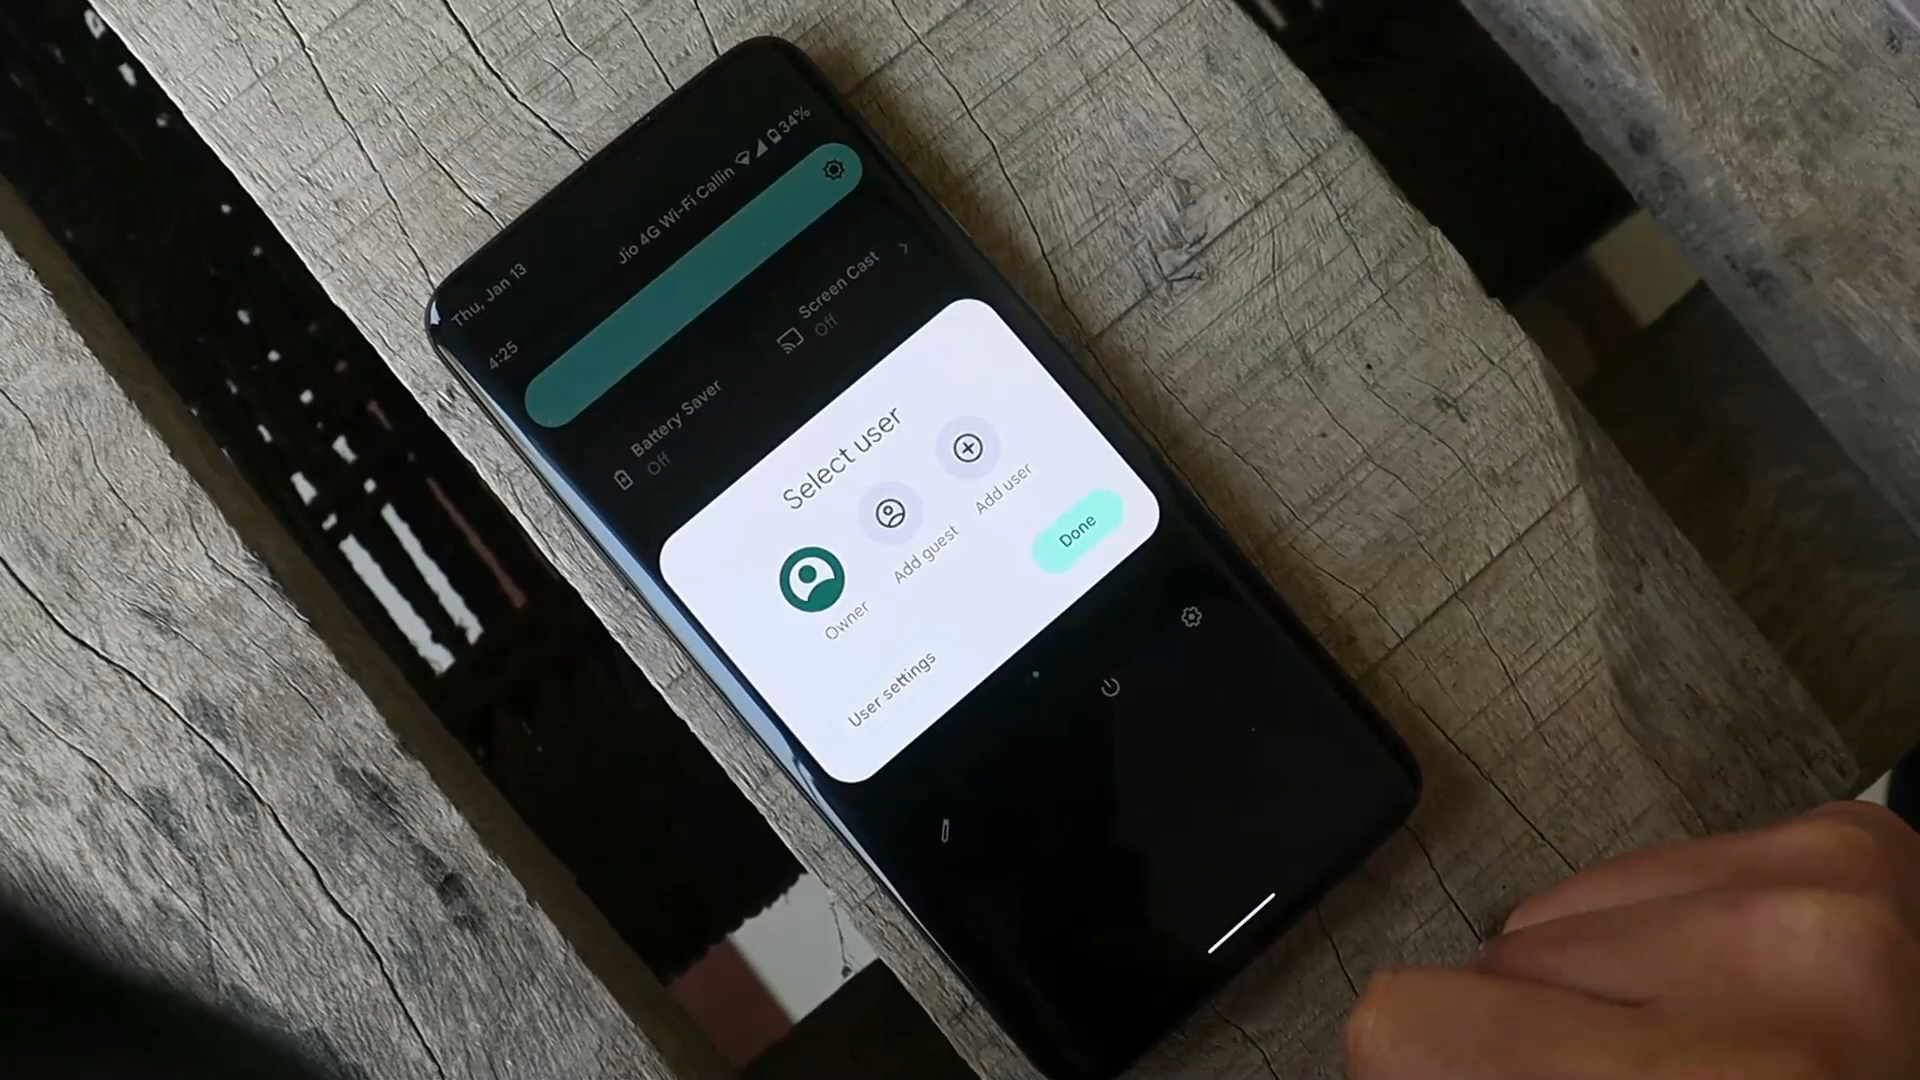 Thu, Jan 13
4:25
Jio 4G Wi-Fi Callin
34%
Battery Saver
Off
Screen Cast
Off
Select user
Owner
Add guest
Add user
User settings
Done